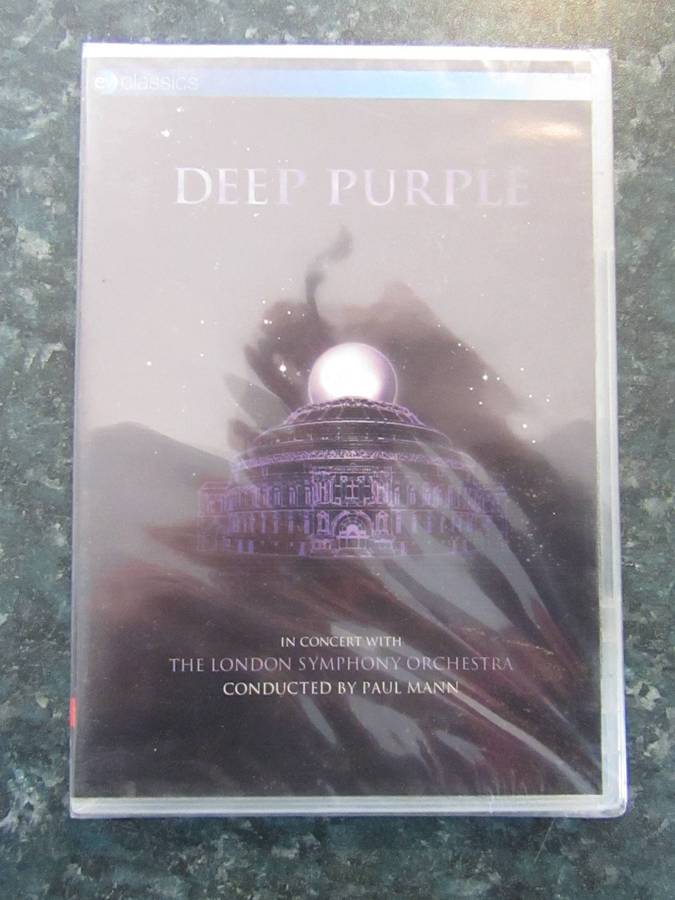 e classics
DEEP PURPLE
IN CONCERT WITH
THE LONDON SYMPHONY ORCHESTRA
CONDUCTED BY PAUL MANN